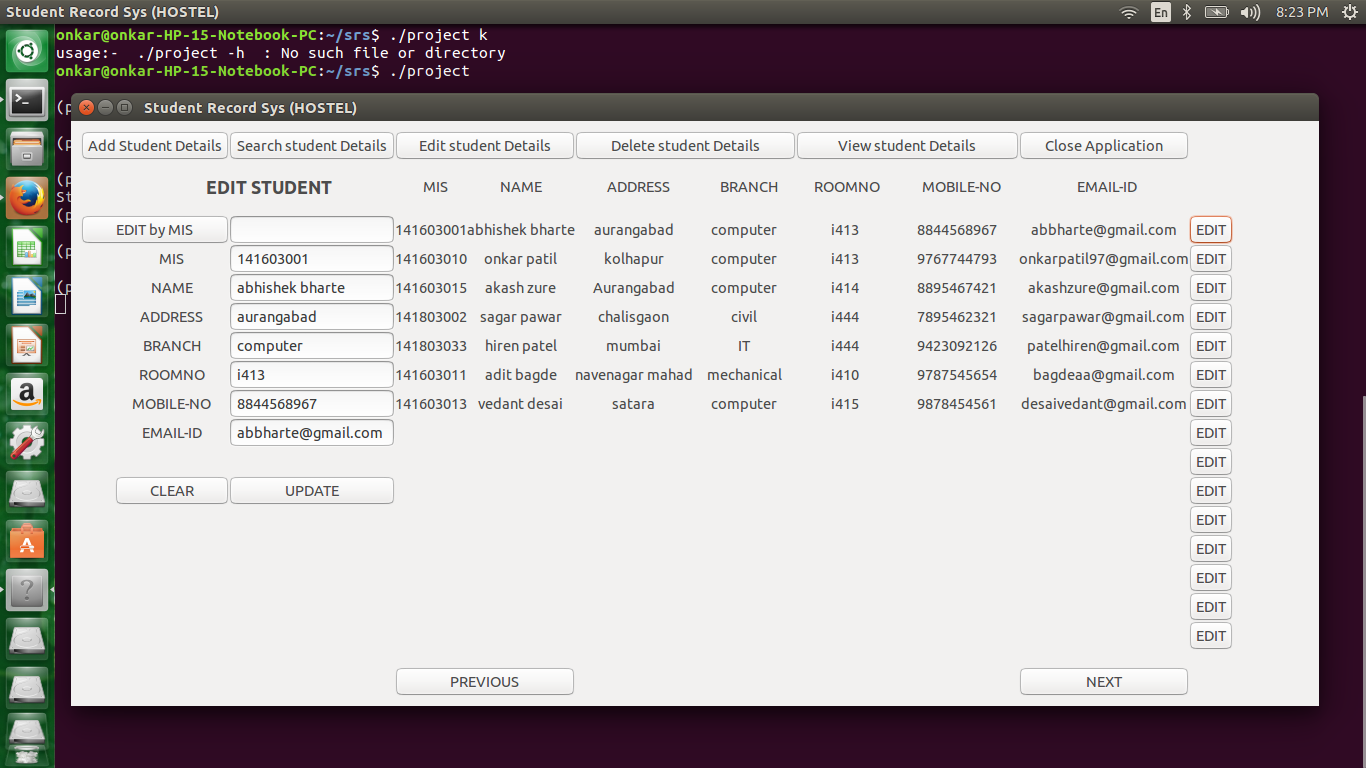 Student Record Sys (HOSTEL) En 8:23 PM
onkar@onkar-HP-15-Notebook-PC:~/srs$ ./project k
usage:- ./project -h : No such file or directory
onkar@onkar-HP-15-Notebook-PC:~/srs$ ./project
(p
Student Record Sys (HOSTEL)
Add Student Details Search student Details Edit student Details Delete student Details View student Details Close Application
(p
(p
EDIT STUDENT MIS NAME ADDRESS BRANCH ROOMNO MOBILE-NO EMAIL-ID
St
(p
EDIT by MIS 141603001 abhishek bharte aurangabad computer i413 8844568967 abbharte@gmail.com EDIT
(p
MIS 141603001 141603010 onkar patil kolhapur computer i413 9767744793 onkarpatil97@gmail.com EDIT
(p
NAME abhishek bharte 141603015 akash zure Aurangabad computer i414 8895467421 akashzure@gmail.com EDIT
ADDRESS aurangabad 141803002 sagar pawar chalisgaon civil i444 7895462321 sagarpawar@gmail.com EDIT
BRANCH computer 141803033 hiren patel mumbai IT i444 9423092126 patelhiren@gmail.com EDIT
ROOMNO i413 141603011 adit bagde navenagar mahad mechanical i410 9787545654 bagdeaa@gmail.com EDIT
MOBILE-NO 8844568967 141603013 vedant desai satara computer i415 9878454561 desaivedant@gmail.com EDIT
EMAIL-ID abbharte@gmail.com EDIT
EDIT
CLEAR UPDATE EDIT
EDIT
EDIT
EDIT
EDIT
EDIT
PREVIOUS NEXT